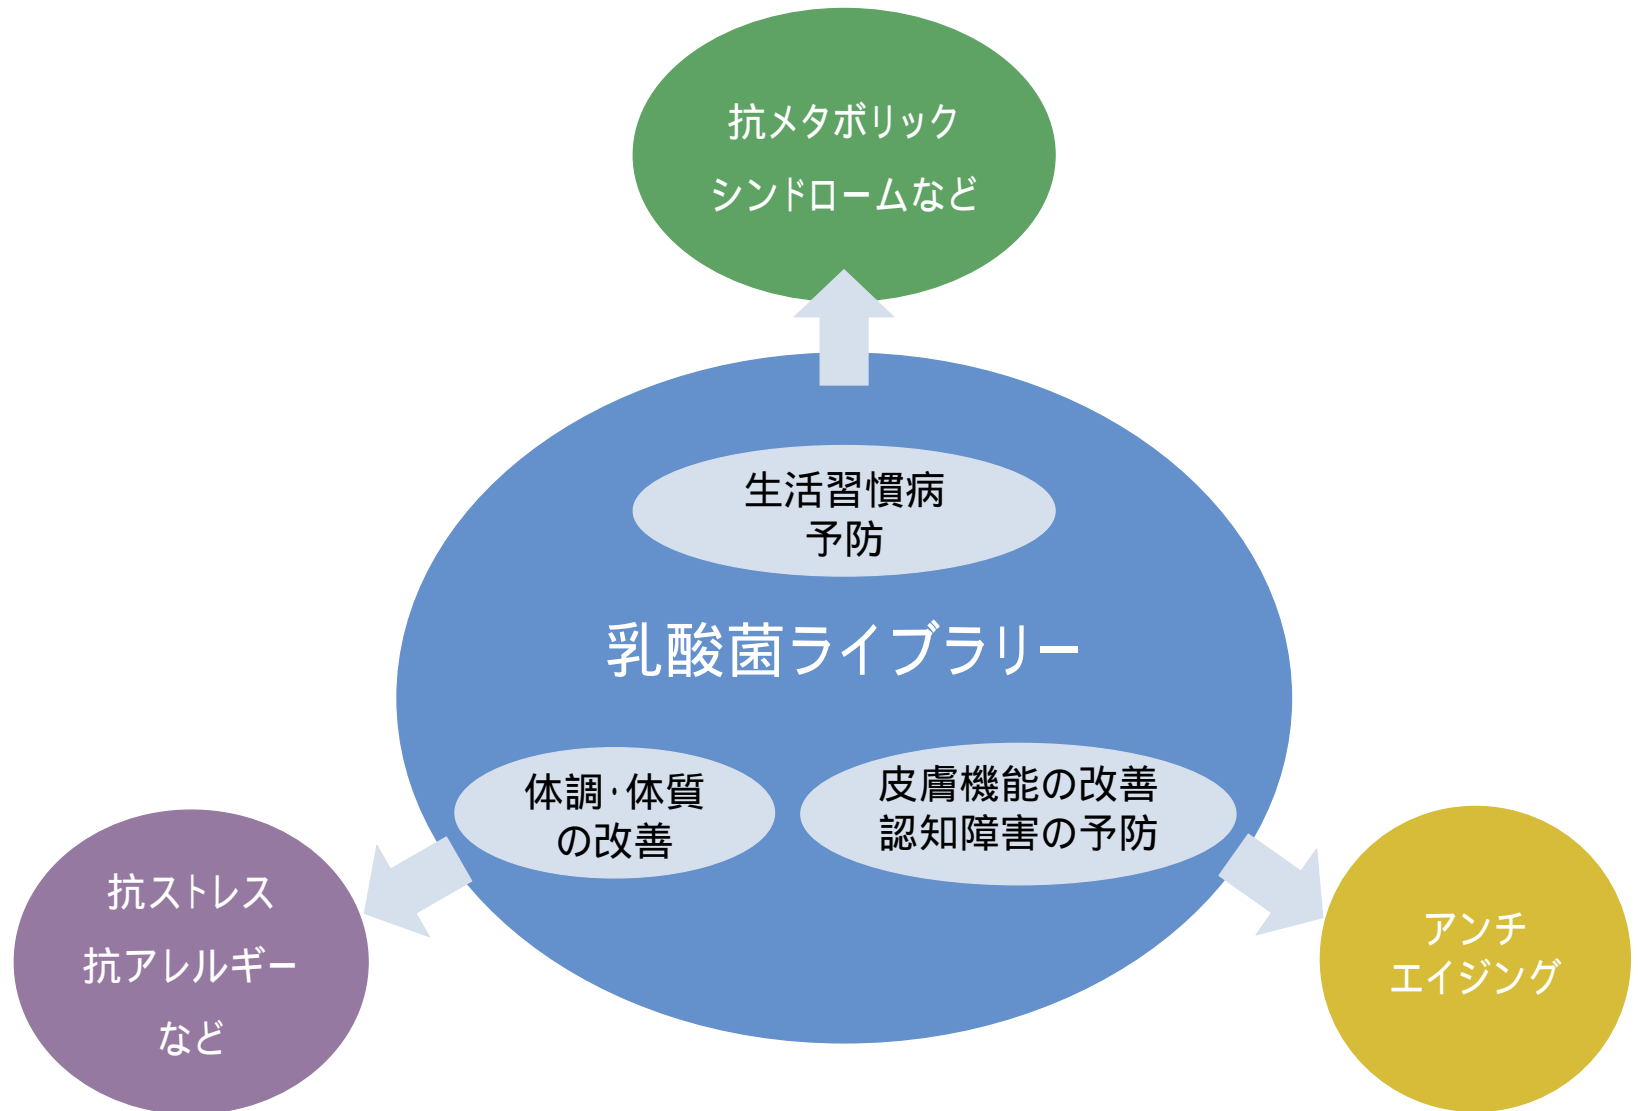 抗メタボリック
シンドロームなど
生活習慣病
予防
乳酸菌ライブラリー
体調・体質
の改善
皮膚機能の改善
認知障害の予防
抗ストレス
抗アレルギー
など
アンチ
エイジング